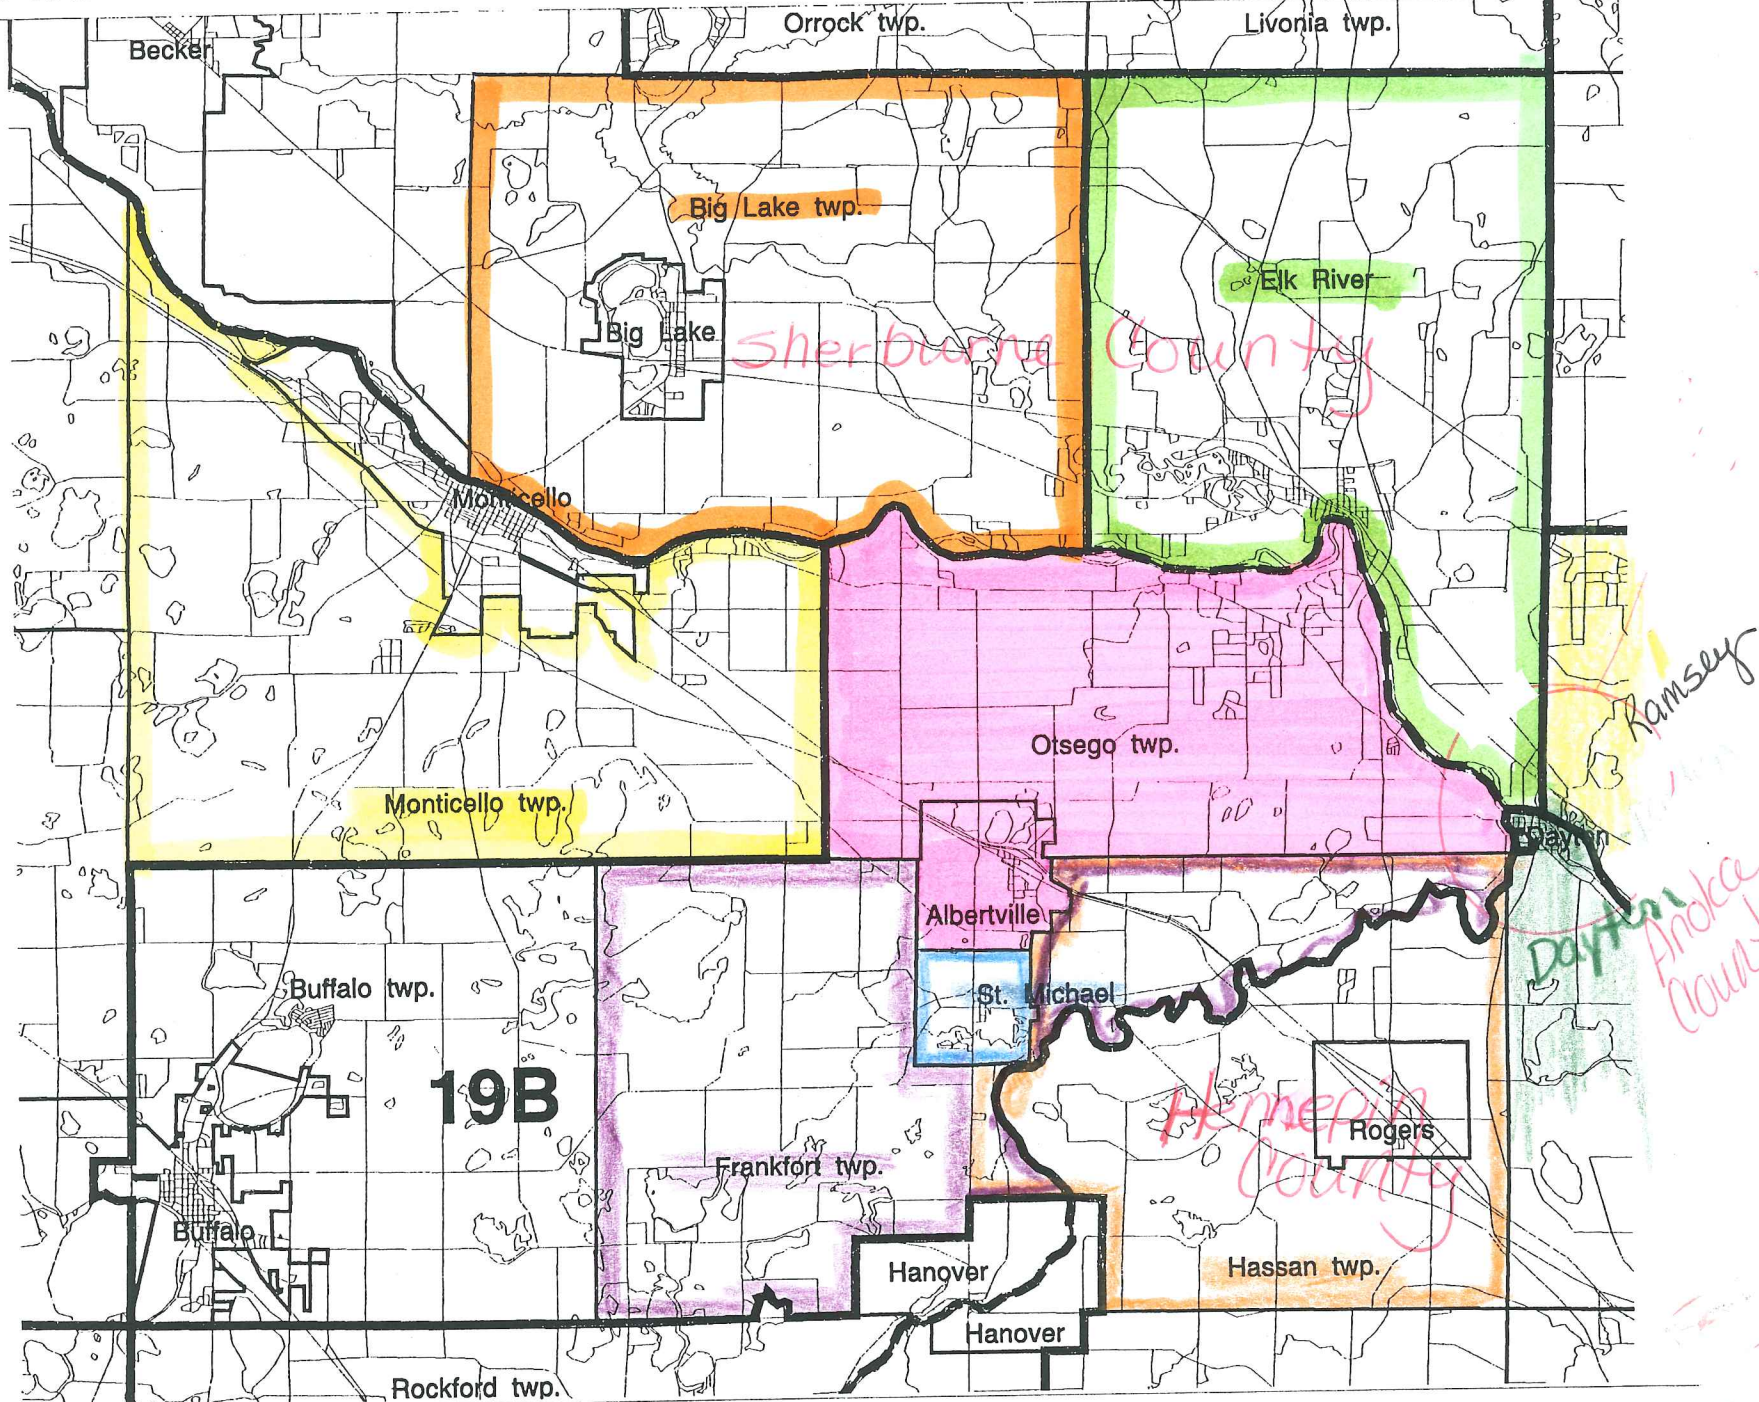 Orrock twp.
Livonia twp.
Becker
Big Lake twp.
Elk River
Big Lake
Sherburne County
Monticello
Ramsey
Otsego twp.
Monticello twp.
Dayton
Albertville
Dayton
Anoka
County
Buffalo twp.
St. Michael
19B
Hennepin
County
Rogers
Frankfort twp.
Buffalo
Hanover
Hassan twp.
Hanover
Rockford twp.